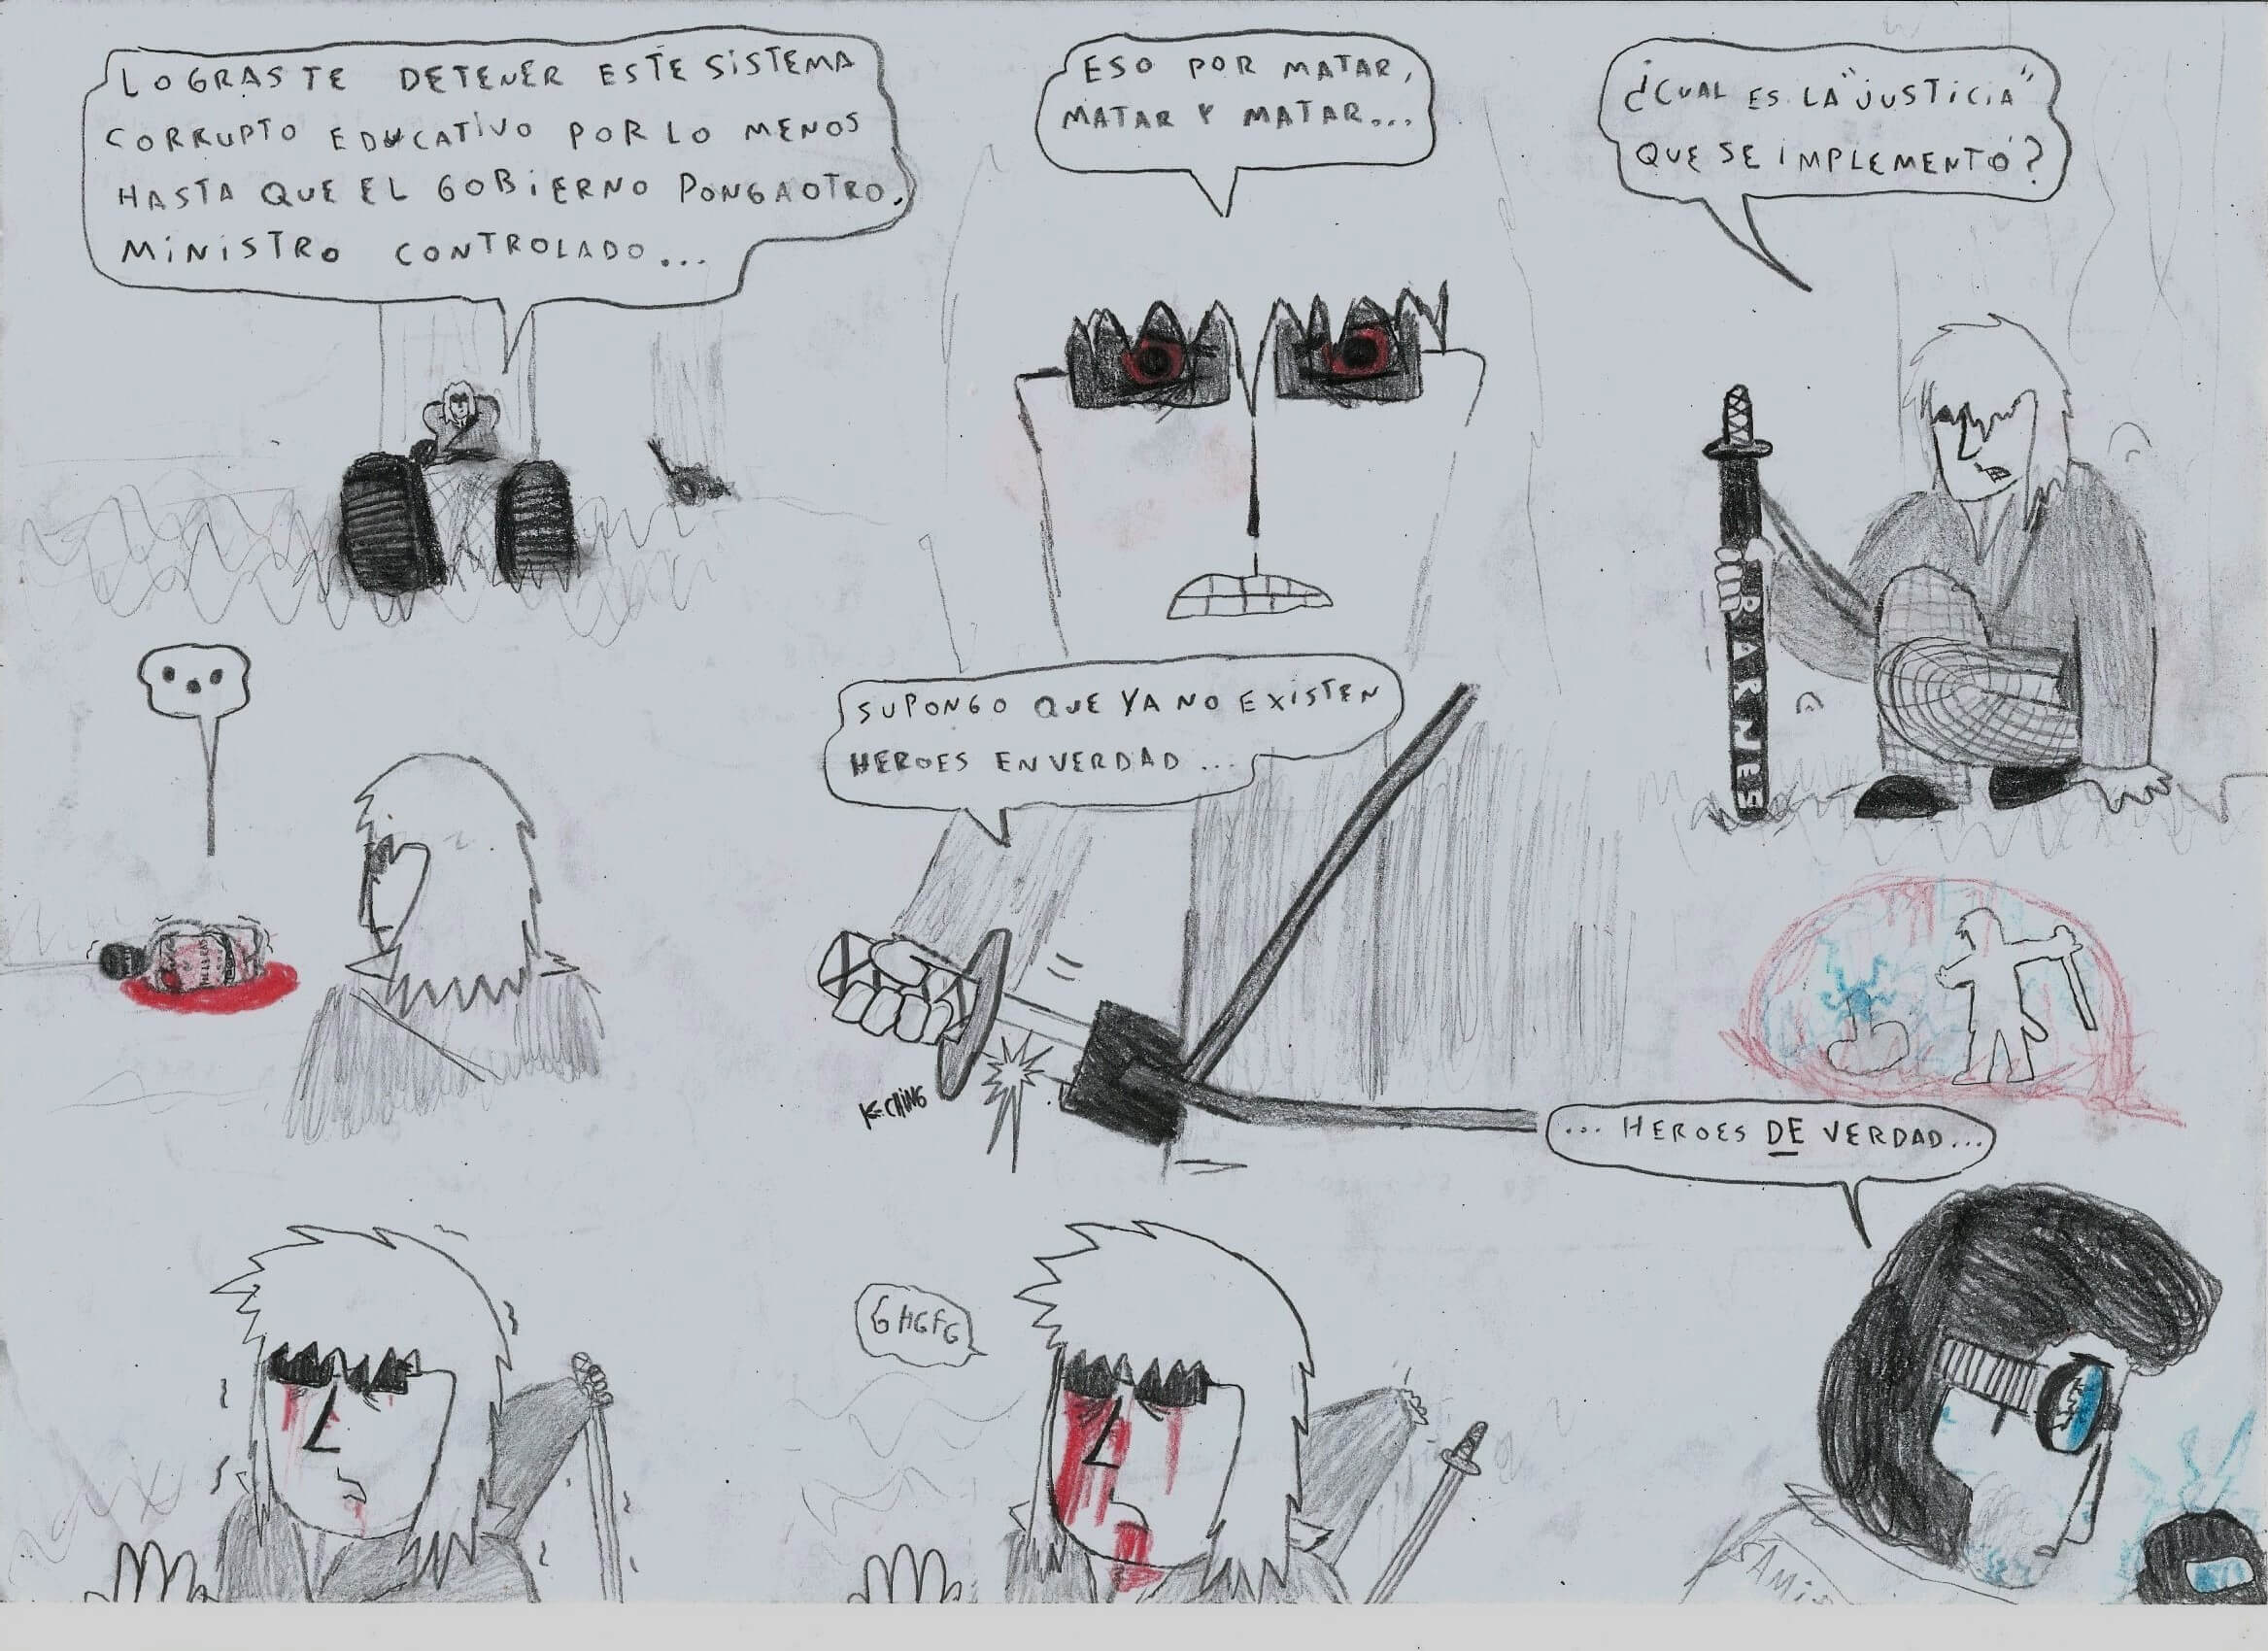 LOGRASTE DETENER ESTE SISTEMA
CORRUPTO EDUCATIVO POR LO MENOS
HASTA QUE EL GOBIERNO PONGA OTRO
MINISTRO CONTROLADO...
ESO POR MATAR,
MATAR Y MATAR...
¿CUAL ES LA "JUSTICIA"
QUE SE IMPLEMENTÓ?
BARNES
...
SUPONGO QUE YA NO EXISTEN
HEROES EN VERDAD...
K-CHING
... HEROES DE VERDAD...
GHGFG